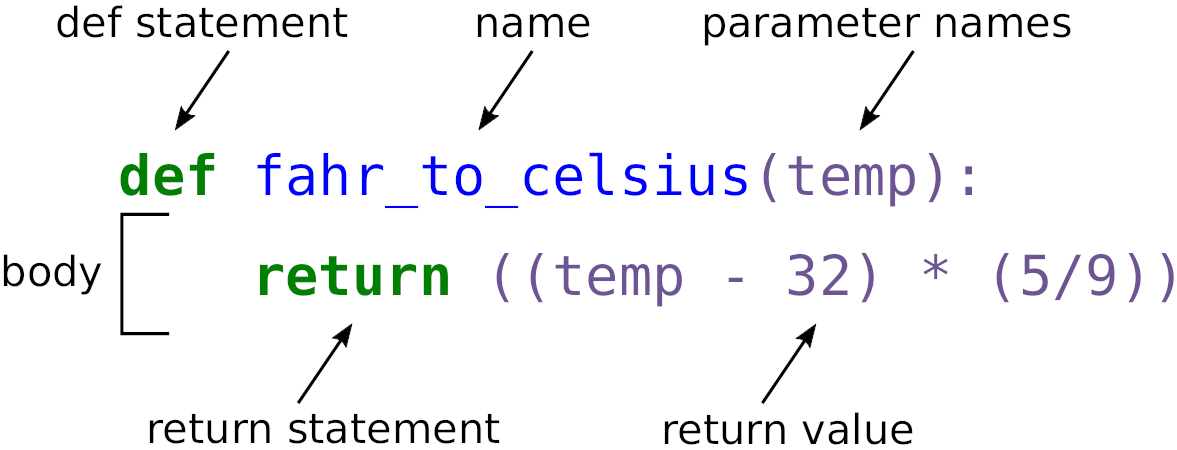 def statement name parameter names
def fahr_to_celsius(temp):
body
return ((temp - 32) * (5/9))
return statement return value